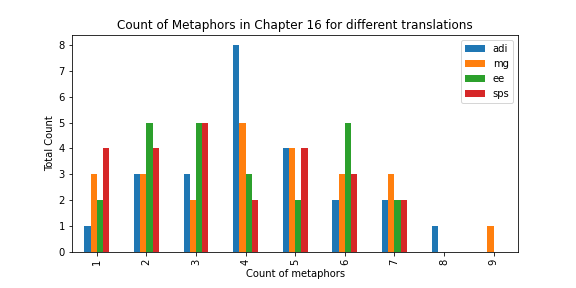 Count of Metaphors in Chapter 16 for different translations
Total Count
8
7
6
5
4
3
2
1
0
adi
mg
ee
sps
1 2 3 4 5 6 7 8 9
Count of metaphors